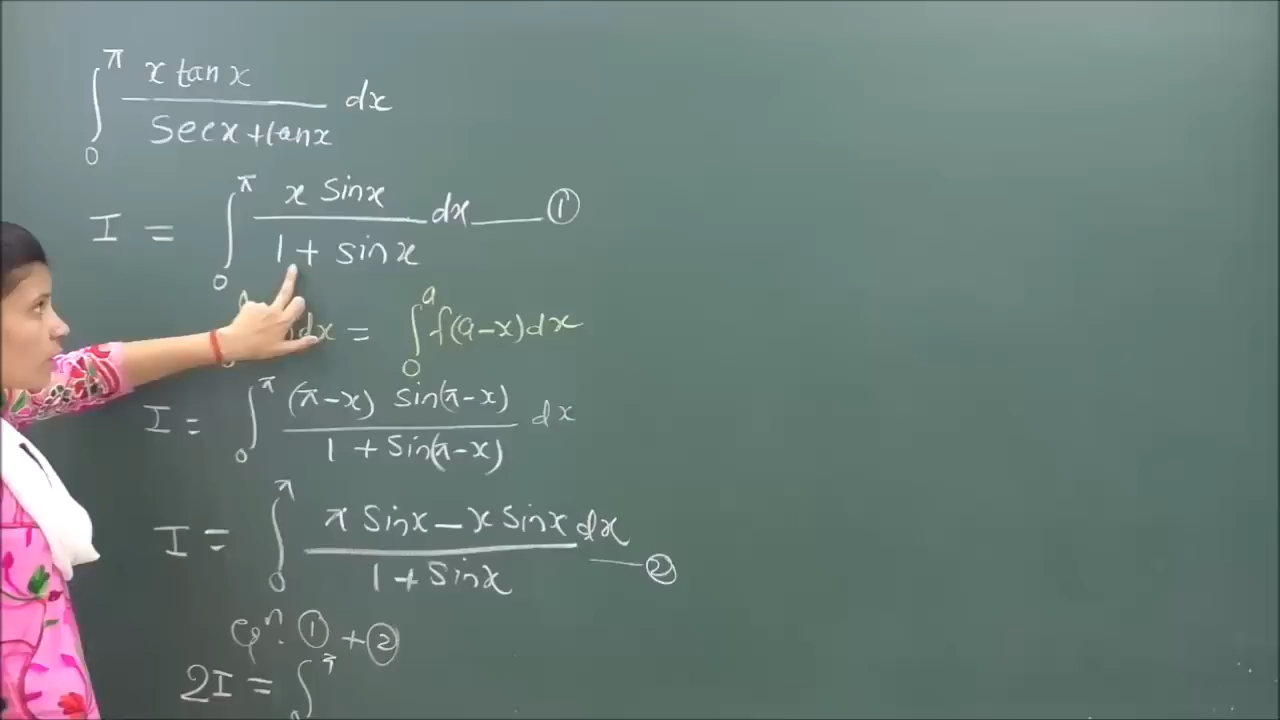 ∫₀^π (x tan x)/(Sec x + tan x) dx
I = ∫₀^π (x Sin x)/(1 + sin x) dx —— ①
dx = ∫₀^a f(a-x)dx
I = ∫₀^π ((π-x) sin(π-x))/(1 + Sin(π-x)) dx
I = ∫₀^π (π Sin x - x Sin x)/(1 + Sin x) dx —— ②
eqⁿ: ① + ②
2I = ∫^π